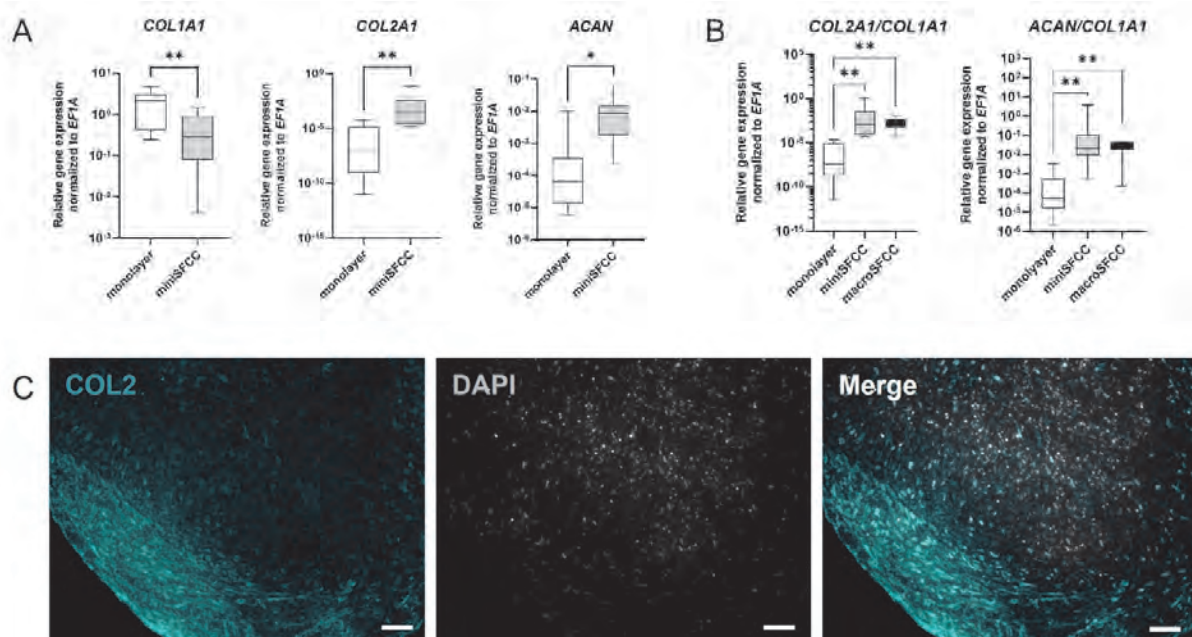 A
COL1A1
COL2A1
ACAN
**
**
*
Relative gene expression
normalized to EF1A
10¹
10⁰
10⁻¹
10⁻²
10⁻³
monolayer
miniSFCC
Relative gene expression
normalized to EF1A
10⁰
10⁻⁵
10⁻¹⁰
10⁻¹⁵
monolayer
miniSFCC
Relative gene expression
normalized to EF1A
10⁻¹
10⁻²
10⁻³
10⁻⁴
10⁻⁵
10⁻⁶
monolayer
miniSFCC
B
COL2A1/COL1A1
ACAN/COL1A1
**
**
**
**
Relative gene expression
normalized to EF1A
10⁵
10⁰
10⁻⁵
10⁻¹⁰
10⁻¹⁵
monolayer
miniSFCC
macroSFCC
Relative gene expression
normalized to EF1A
10³
10²
10¹
10⁰
10⁻¹
10⁻²
10⁻³
10⁻⁴
10⁻⁵
10⁻⁶
monolyayer
miniSFCC
macroSFCC
C
COL2
DAPI
Merge